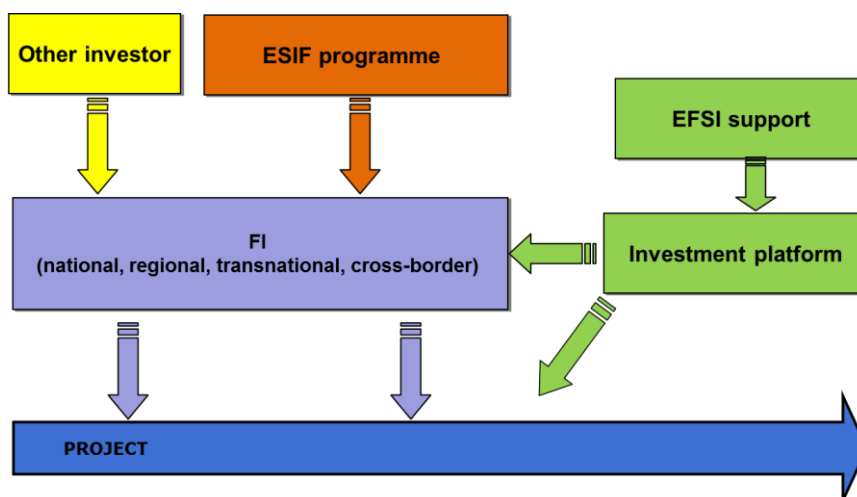 Other investor
ESIF programme
EFSI support
FI
(national, regional, transnational, cross-border)
Investment platform
PROJECT